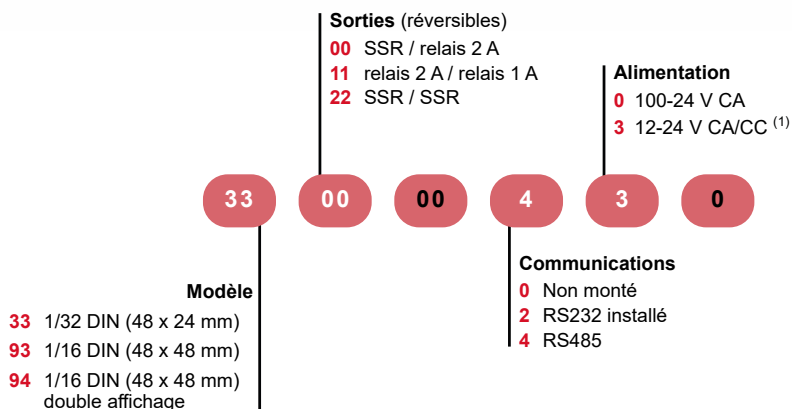 Sorties (réversibles)
00 SSR / relais 2 A
11 relais 2 A / relais 1 A
22 SSR / SSR
Alimentation
0 100-24 V CA
3 12-24 V CA/CC (1)
33 00 00 4 3 0
Modèle
33 1/32 DIN (48 x 24 mm)
93 1/16 DIN (48 x 48 mm)
94 1/16 DIN (48 x 48 mm)
double affichage
Communications
0 Non monté
2 RS232 installé
4 RS485